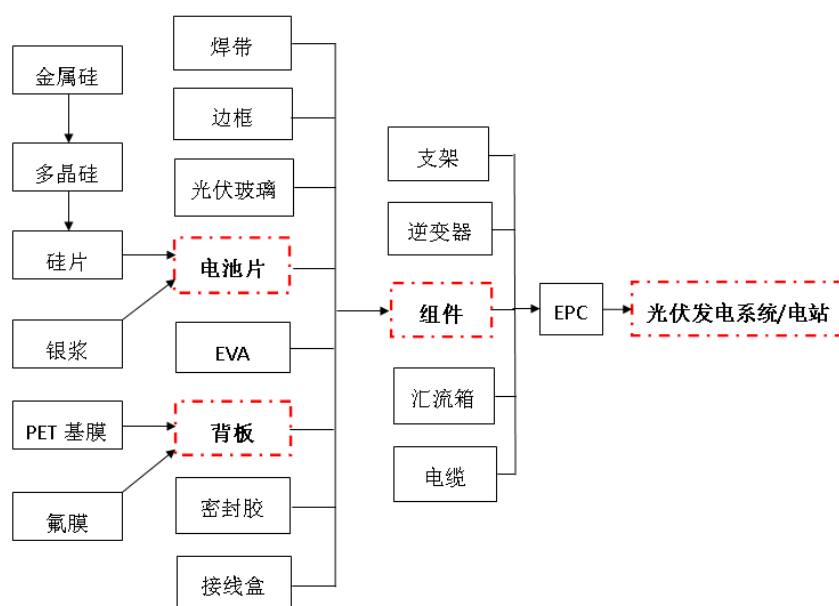 金属硅
多晶硅
硅片
银浆
PET 基膜
氟膜
焊带
边框
光伏玻璃
电池片
EVA
背板
密封胶
接线盒
支架
逆变器
组件
汇流箱
电缆
EPC
光伏发电系统/电站